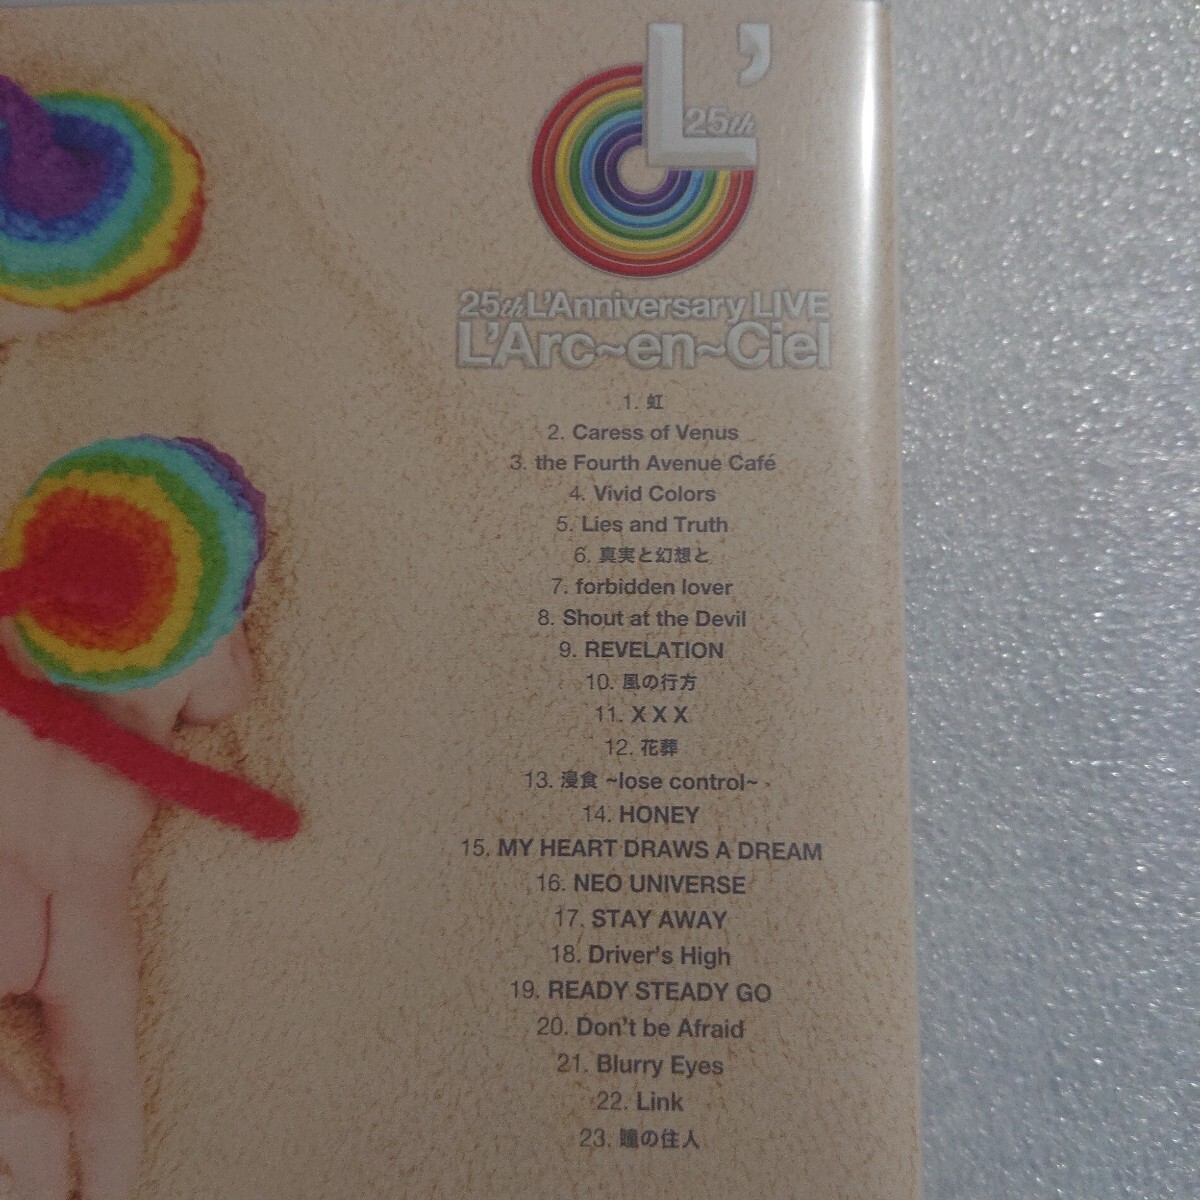 L'
25th
25th L'Anniversary LIVE
L'Arc~en~Ciel
1. 虹
2. Caress of Venus
3. the Fourth Avenue Café
4. Vivid Colors
5. Lies and Truth
6. 真実と幻想と
7. forbidden lover
8. Shout at the Devil
9. REVELATION
10. 風の行方
11. X X X
12. 花葬
13. 浸食 ~lose control~
14. HONEY
15. MY HEART DRAWS A DREAM
16. NEO UNIVERSE
17. STAY AWAY
18. Driver's High
19. READY STEADY GO
20. Don't be Afraid
21. Blurry Eyes
22. Link
23. 瞳の住人